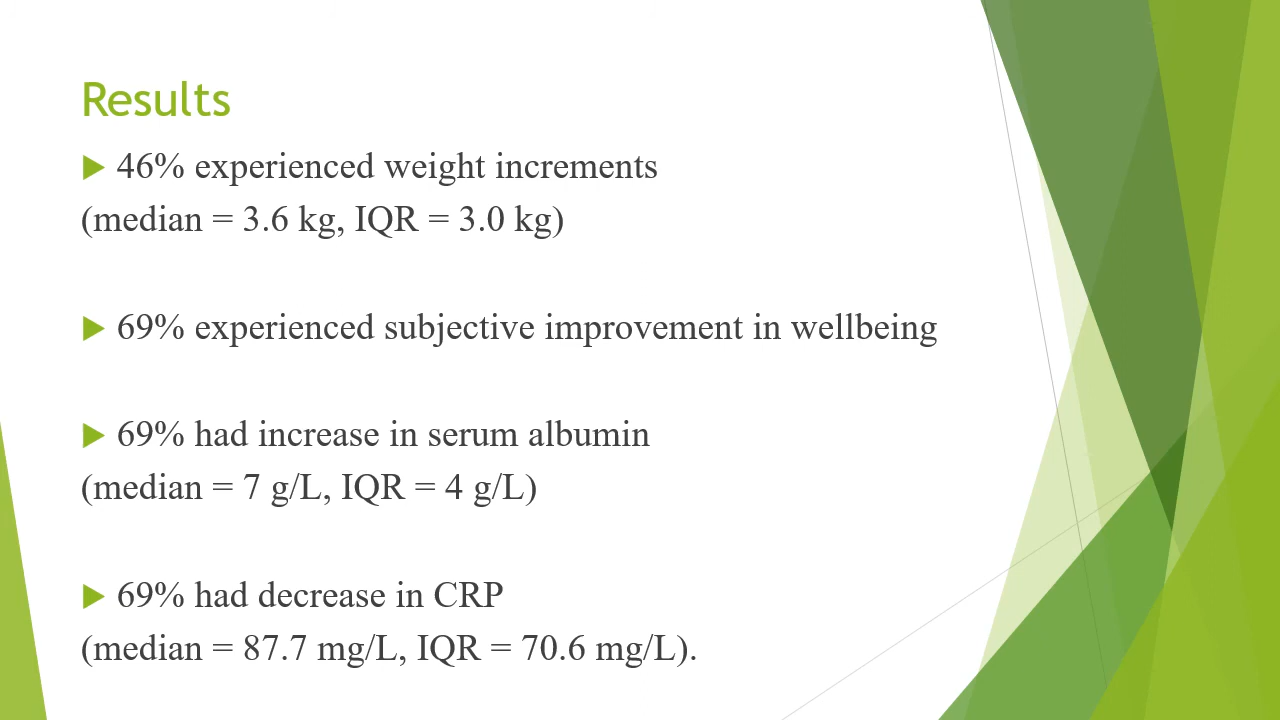 Results
46% experienced weight increments
(median = 3.6 kg, IQR = 3.0 kg)
69% experienced subjective improvement in wellbeing
69% had increase in serum albumin
(median = 7 g/L, IQR = 4 g/L)
69% had decrease in CRP
(median = 87.7 mg/L, IQR = 70.6 mg/L).